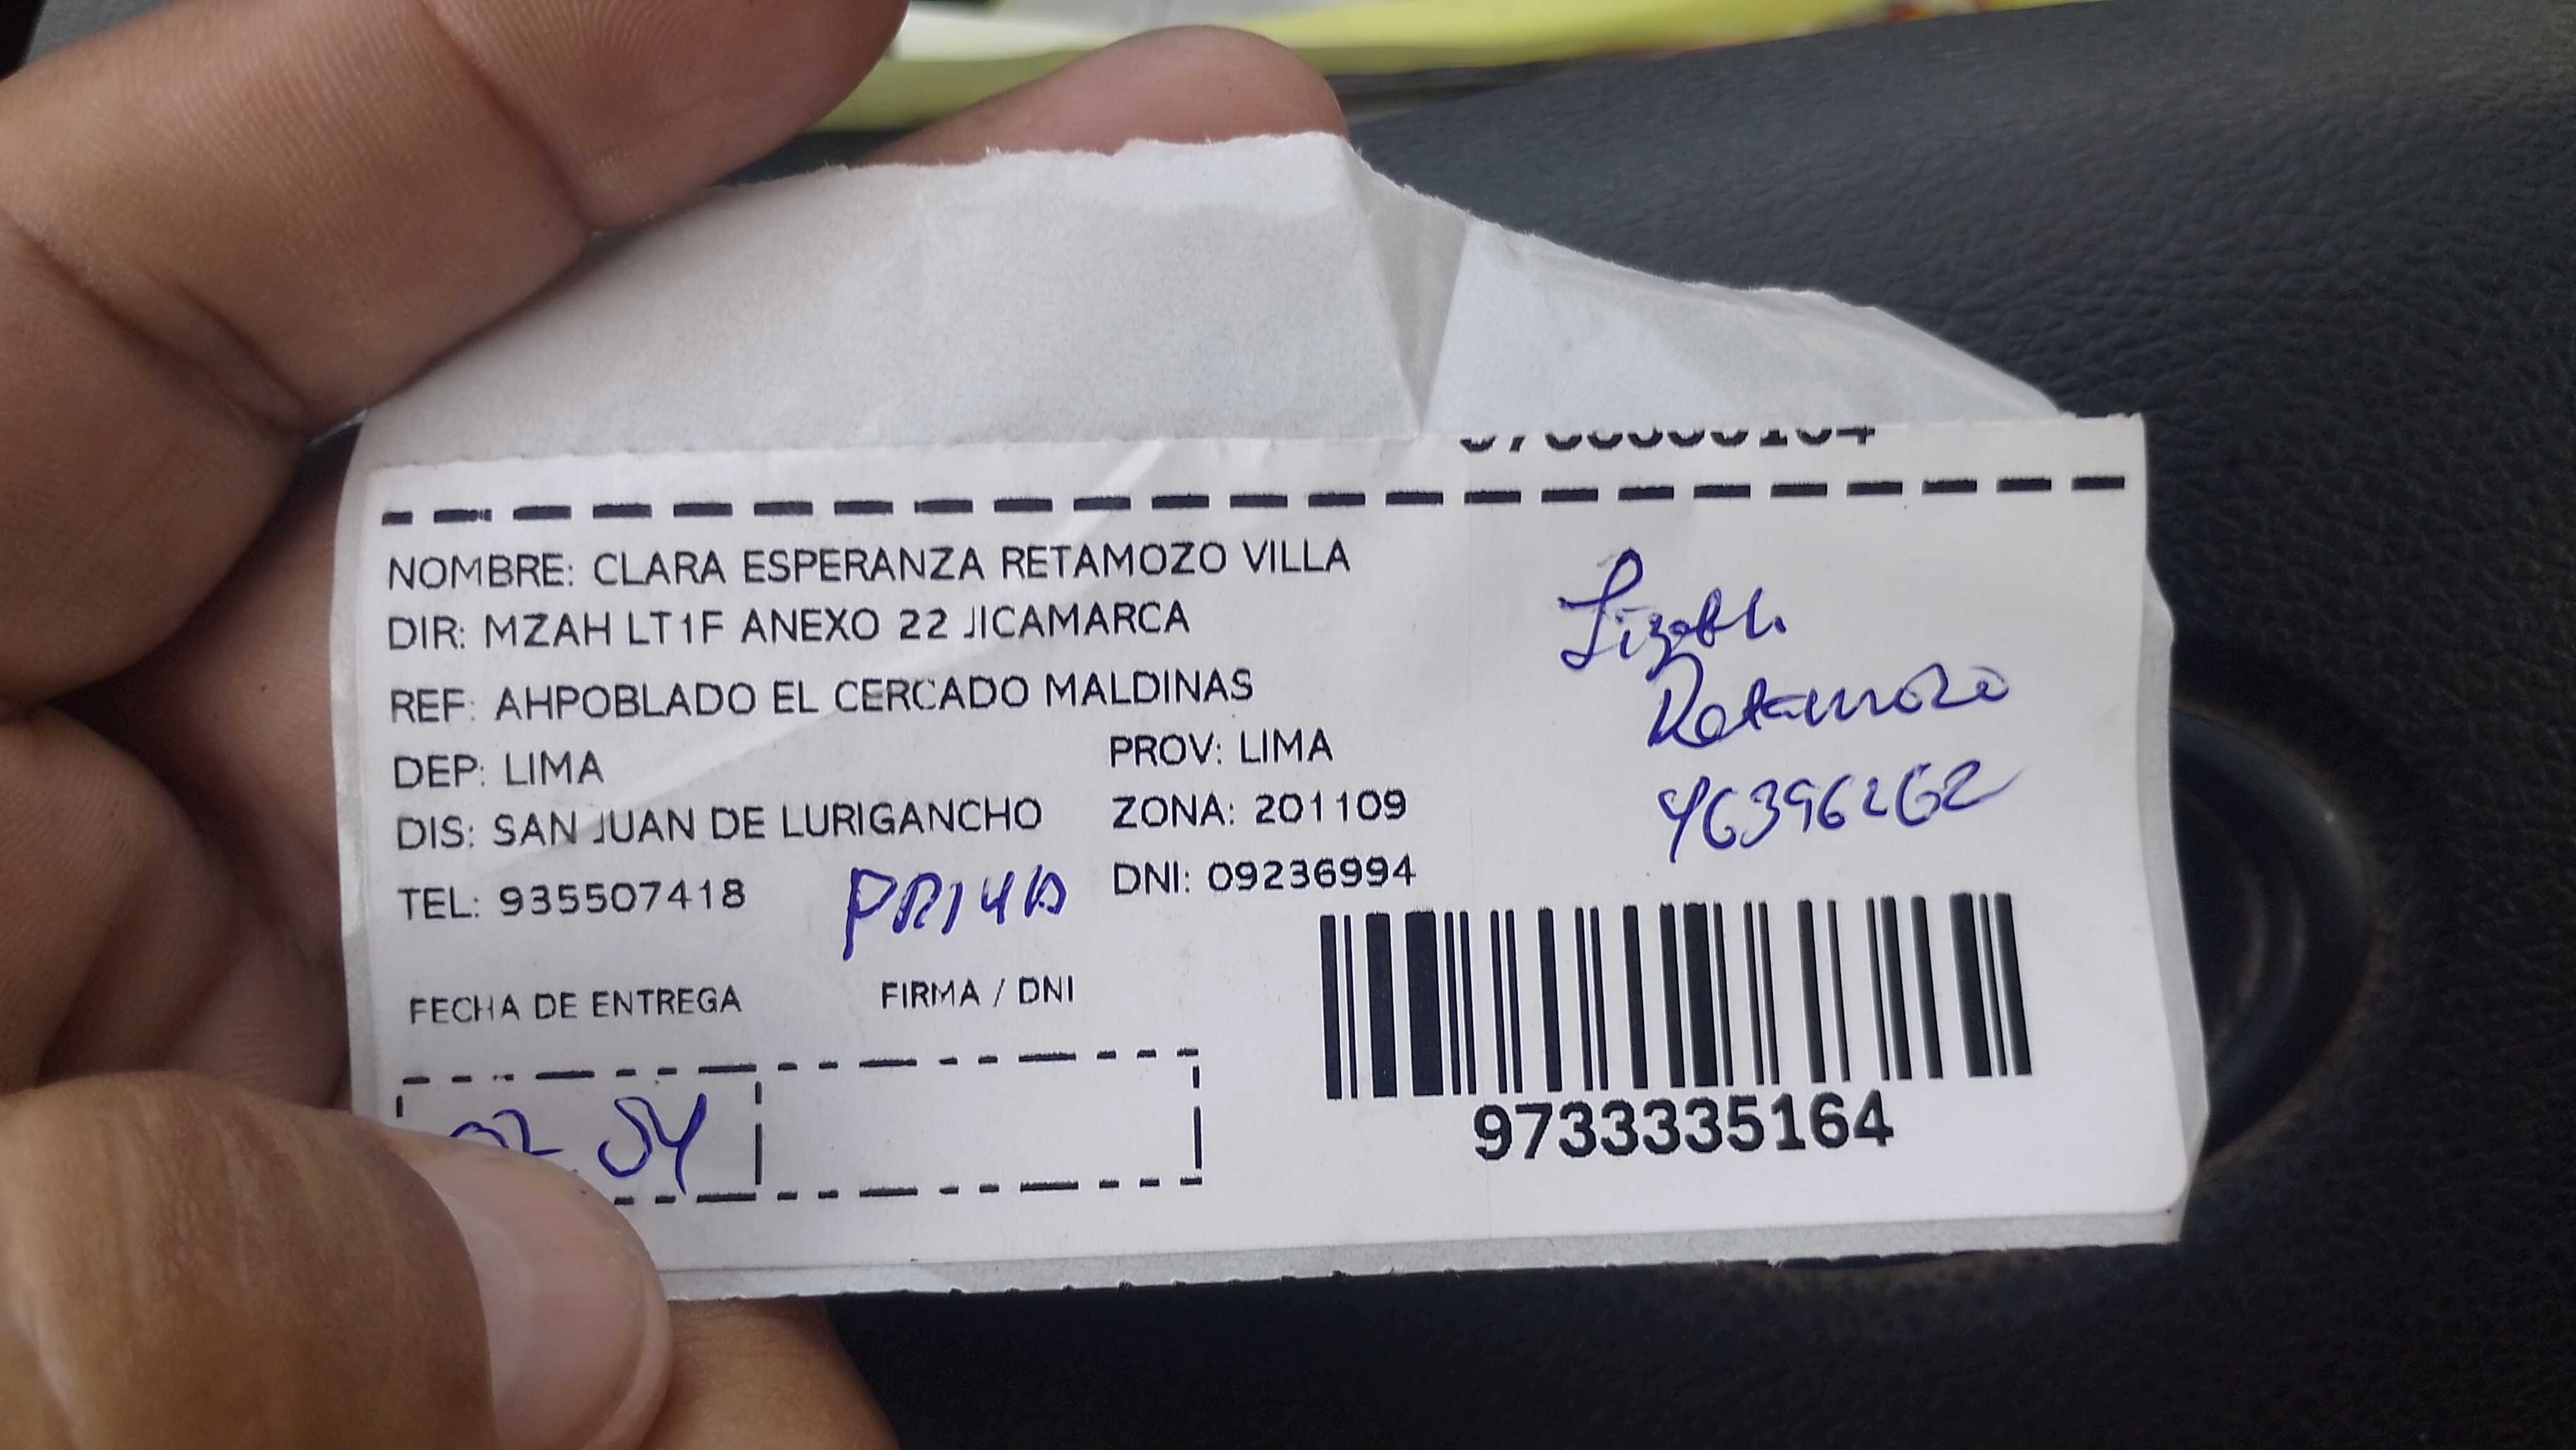 NOMBRE: CLARA ESPERANZA RETAMOZO VILLA
DIR: MZAH LT1F ANEXO 22 JICAMARCA
REF: AHPOBLADO EL CERCADO MALDINAS
DEP: LIMA PROV: LIMA
DIS: SAN JUAN DE LURIGANCHO ZONA: 201109
TEL: 935507418 DNI: 09236994
Retamozo
46396262
FECHA DE ENTREGA FIRMA / DNI
04
9733335164